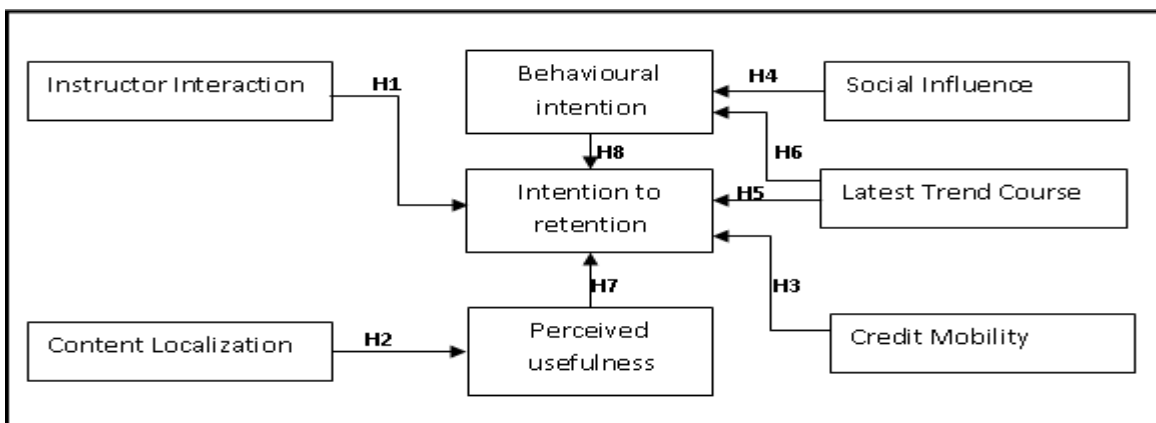 Instructor Interaction
H1
Behavioural
intention
H4
Social Influence
H6
H8
Intention to
retention
H5
Latest Trend Course
H7
H3
Content Localization
H2
Perceived
usefulness
Credit Mobility